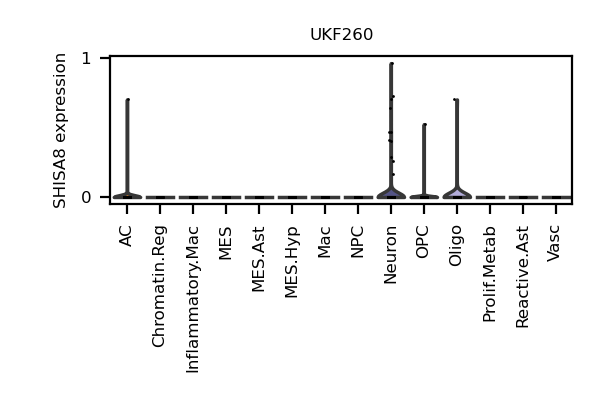 UKF260
SHISA8 expression
1
0
AC
Chromatin.Reg
Inflammatory.Mac
MES
MES.Ast
MES.Hyp
Mac
NPC
Neuron
OPC
Oligo
Prolif.Metab
Reactive.Ast
Vasc